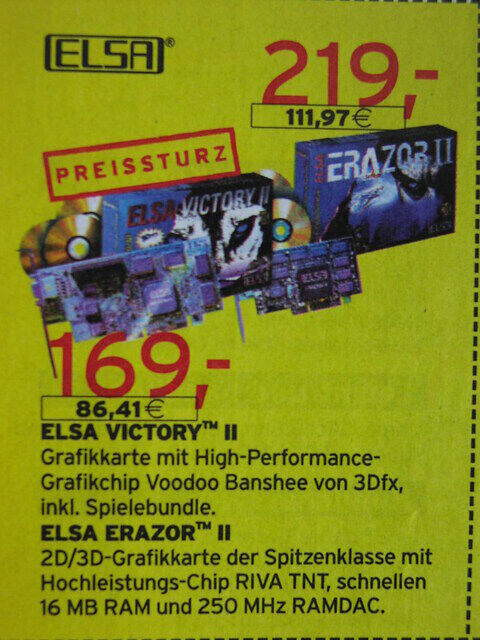 ELSA®
219,-
111,97€
PREISSTURZ
ERAZOR II
ELSA VICTORY II
169,-
86,41€
ELSA VICTORY™ II
Grafikkarte mit High-Performance-
Grafikchip Voodoo Banshee von 3Dfx,
inkl. Spielebundle.
ELSA ERAZOR™ II
2D/3D-Grafikkarte der Spitzenklasse mit
Hochleistungs-Chip RIVA TNT, schnellen
16 MB RAM und 250 MHz RAMDAC.